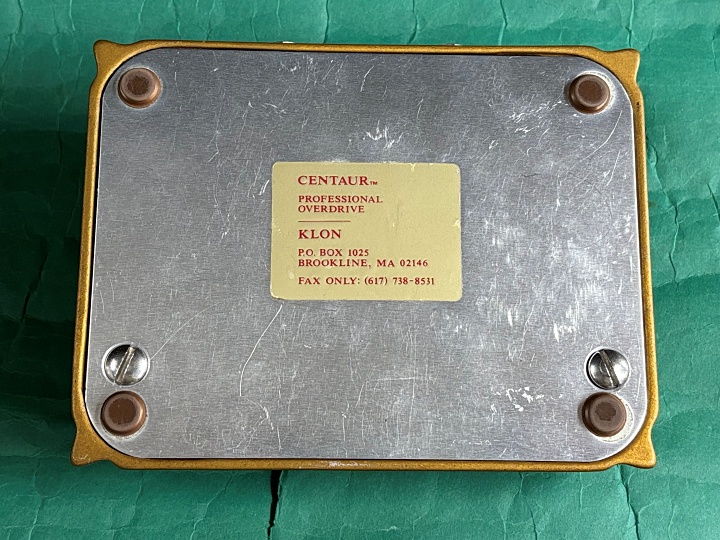 CENTAUR™
PROFESSIONAL
OVERDRIVE
KLON
P.O. BOX 1025
BROOKLINE, MA 02146
FAX ONLY: (617) 738-8531